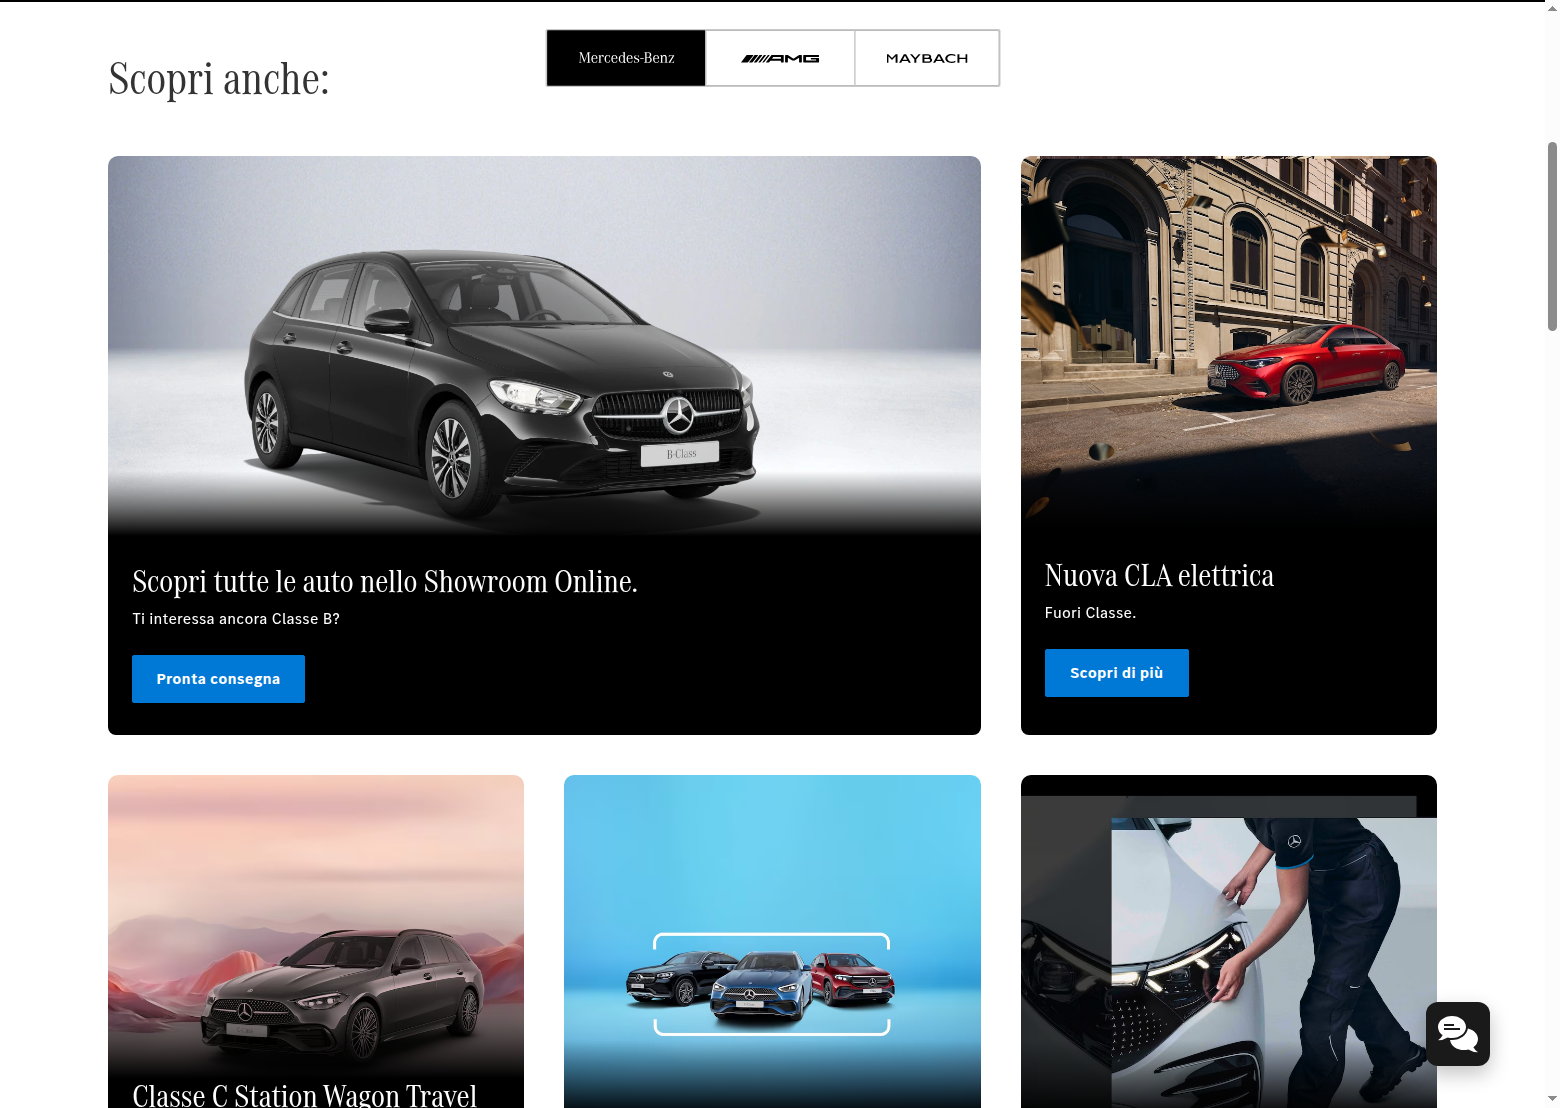 Scopri anche:
Mercedes-Benz
AMG
MAYBACH
B-Class
Scopri tutte le auto nello Showroom Online.
Ti interessa ancora Classe B?
Pronta consegna
Nuova CLA elettrica
Fuori Classe.
Scopri di più
Classe C Station Wagon Travel